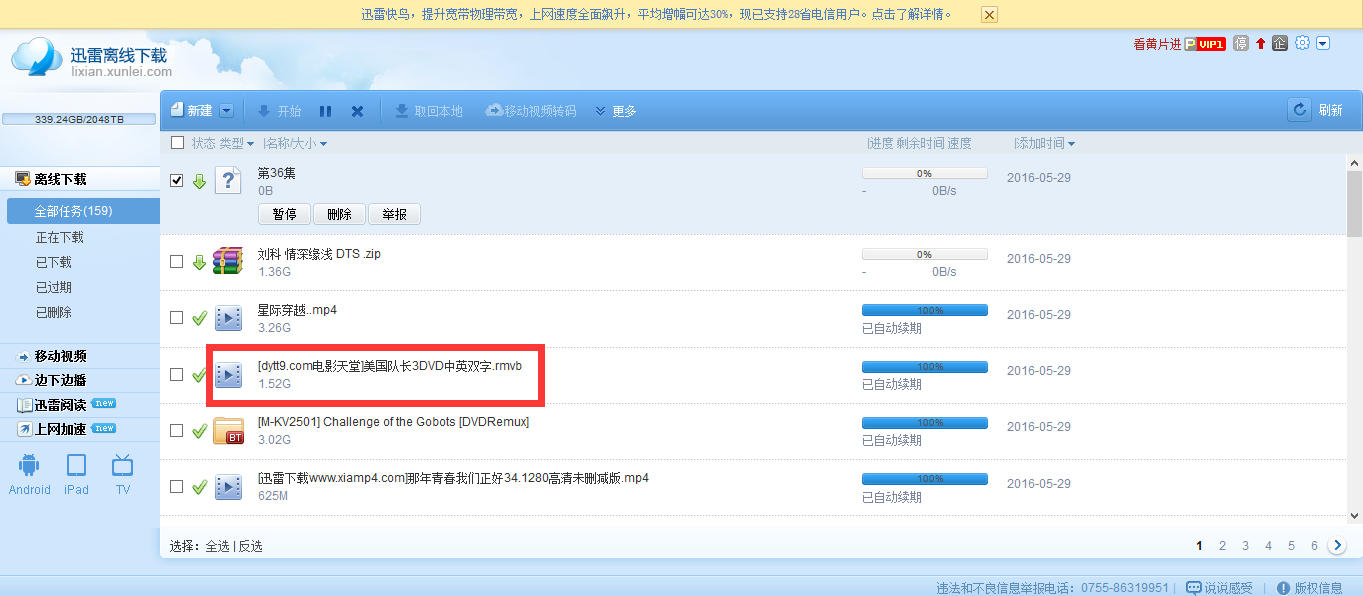 迅雷快鸟，提升宽带物理带宽，上网速度全面飙升，平均增幅可达30%，现已支持28省电信用户。点击了解详情。
迅雷离线下载
lixian.xunlei.com
看黄片进 P VIP1 停 企
339.24GB/2048TB
新建 开始 取回本地 移动视频转码 更多 刷新
状态 类型 名称/大小 进度 剩余时间 速度 添加时间
离线下载
全部任务(159)
正在下载
已下载
已过期
已删除
移动视频
边下边播
迅雷阅读 new
上网加速 new
Android iPad TV
第36集 0% 2016-05-29
0B - 0B/s
暂停 删除 举报
刘科 情深缘浅 DTS .zip 0% 2016-05-29
1.36G - 0B/s
星际穿越..mp4 100% 2016-05-29
3.26G 已自动续期
[dytt9.com电影天堂]美国队长3DVD中英双字.rmvb 100% 2016-05-29
1.52G 已自动续期
[M-KV2501] Challenge of the Gobots [DVDRemux] 100% 2016-05-29
BT 3.02G 已自动续期
[迅雷下载www.xiamp4.com]那年青春我们正好34.1280高清未删减版.mp4 100% 2016-05-29
625M 已自动续期
选择：全选 | 反选 1 2 3 4 5 6
违法和不良信息举报电话：0755-86319951 | 说说感受 | 版权信息